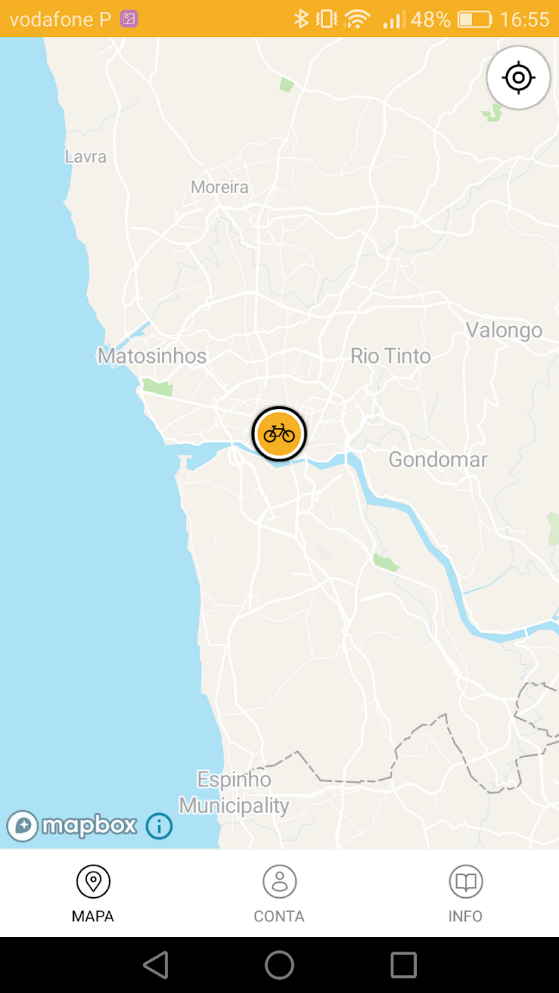 vodafone P 48% 16:55
Lavra
Moreira
Valongo
Matosinhos
Rio Tinto
Gondomar
Espinho
Municipality
mapbox
MAPA CONTA INFO